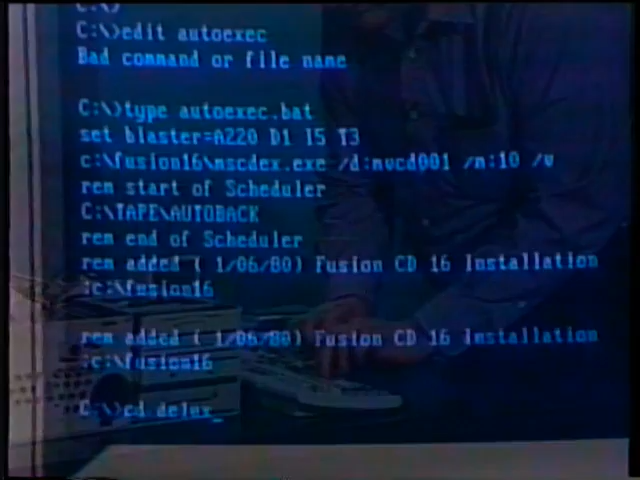 C:\>
C:\>edit autoexec
Bad command or file name
C:\>type autoexec.bat
set blaster=A220 D1 I5 T3
c:\fusion16\mscdex.exe /d:mvcd001 /m:10 /v
rem start of Scheduler
C:\TAPE\AUTOBACK
rem end of Scheduler
rem added ( 1/06/80) Fusion CD 16 Installation
;c:\fusion16
rem added ( 1/06/80) Fusion CD 16 Installation
;c:\fusion16
C:\>cd delux_